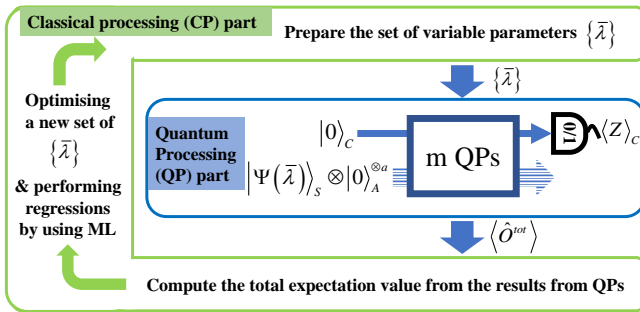 Classical processing (CP) part
Prepare the set of variable parameters {λ̄}
{λ̄}
Optimising
a new set of
{λ̄}
& performing
regressions
by using ML
Quantum
Processing
(QP) part
|0⟩_C
|Ψ(λ̄)⟩_S ⊗ |0⟩_A^{⊗a}
m QPs
0/1
⟨Z⟩_C
⟨Ô^{tot}⟩
Compute the total expectation value from the results from QPs